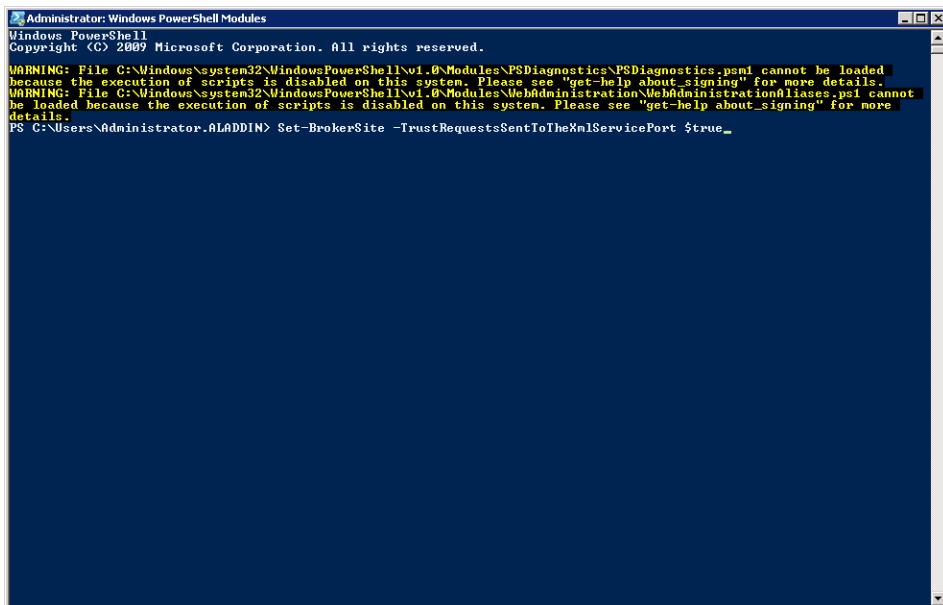 Administrator: Windows PowerShell Modules
Windows PowerShell
Copyright (C) 2009 Microsoft Corporation. All rights reserved.
WARNING: File C:\Windows\system32\WindowsPowerShell\v1.0\Modules\PSDiagnostics\PSDiagnostics.psm1 cannot be loaded
because the execution of scripts is disabled on this system. Please see "get-help about_signing" for more details.
WARNING: File C:\Windows\system32\WindowsPowerShell\v1.0\Modules\WebAdministration\WebAdministrationAliases.ps1 cannot
be loaded because the execution of scripts is disabled on this system. Please see "get-help about_signing" for more
details.
PS C:\Users\Administrator.ALADDIN> Set-BrokerSite -TrustRequestsSentToTheXmlServicePort $true_